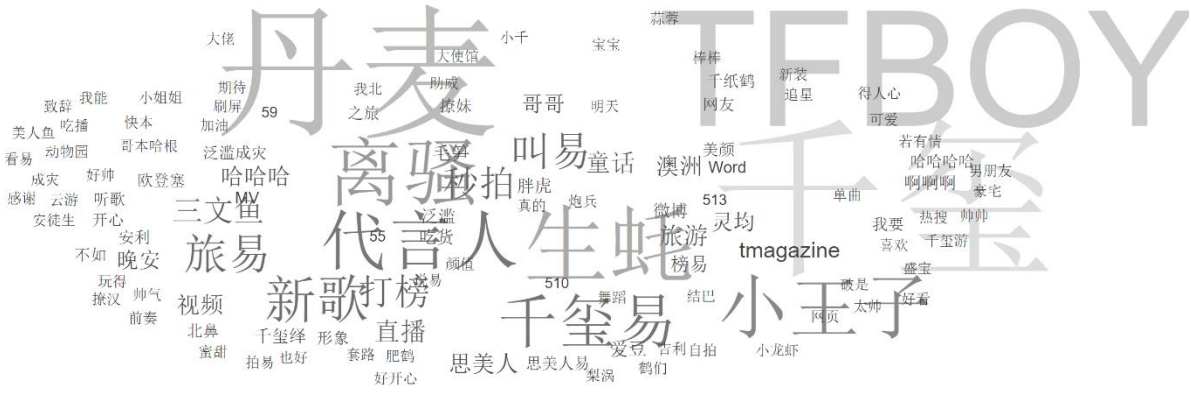 蒜蓉
丹麦
TFBOY
大佬
小千
宝宝
大使馆
棒棒
千纸鹤
新装
期待
我北
助威
我能
小姐姐
致辞
刷屏
59
之旅
撩妹
哥哥
明天
网友
追星
得人心
可爱
美人鱼
吃播
快本
加油
千玺
若有情
看易
动物园
哥本哈根
泛滥成灾
离骚
毛笋
叫易
童话
美颜
澳洲
Word
哈哈哈哈
男朋友
成灾
好帅
欧登塞
哈哈哈
秒拍
胖虎
啊啊啊
豪宅
感谢
云游
听歌
MV
真的
炮兵
513
单曲
安徒生
开心
三文鱼
代言人
泛滥
生蚝
微博
灵均
我要
热搜
帅帅
安利
55
吃货
旅游
喜欢
千玺游
不如
晚安
旅易
颜值
榜易
tmagazine
盛宝
玩得
说易
510
破是
撩汉
帅气
新歌
打榜
舞蹈
结巴
小王子
太帅
好看
前奏
视频
千玺易
网页
北鼻
千玺绎
形象
直播
蜜甜
拍易
也好
套路
肥鹤
思美人
思美人易
爱豆
吉利
自拍
小龙虾
好开心
梨涡
鹤们